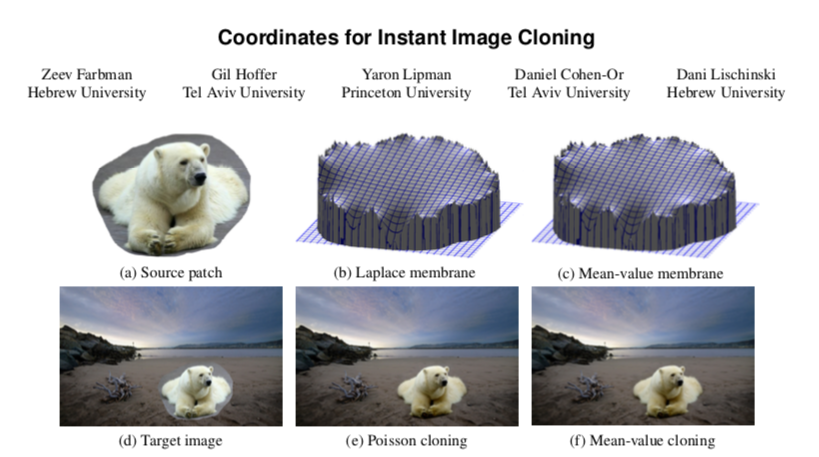 Coordinates for Instant Image Cloning
Zeev Farbman
Hebrew University
Gil Hoffer
Tel Aviv University
Yaron Lipman
Princeton University
Daniel Cohen-Or
Tel Aviv University
Dani Lischinski
Hebrew University
(a) Source patch
(b) Laplace membrane
(c) Mean-value membrane
(d) Target image
(e) Poisson cloning
(f) Mean-value cloning